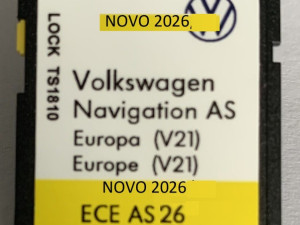 NOVO 2026
LOCK TS1810
Volkswagen
Navigation AS
Europa (V21)
Europe (V21)
NOVO 2026
ECE AS 26